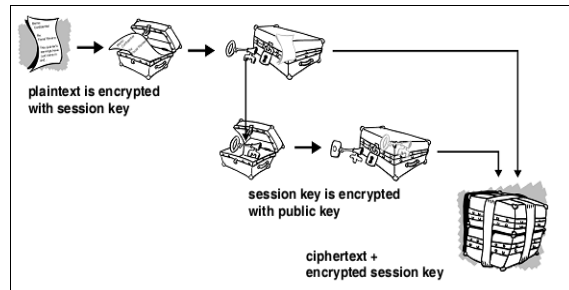 plaintext is encrypted
with session key
session key is encrypted
with public key
ciphertext +
encrypted session key